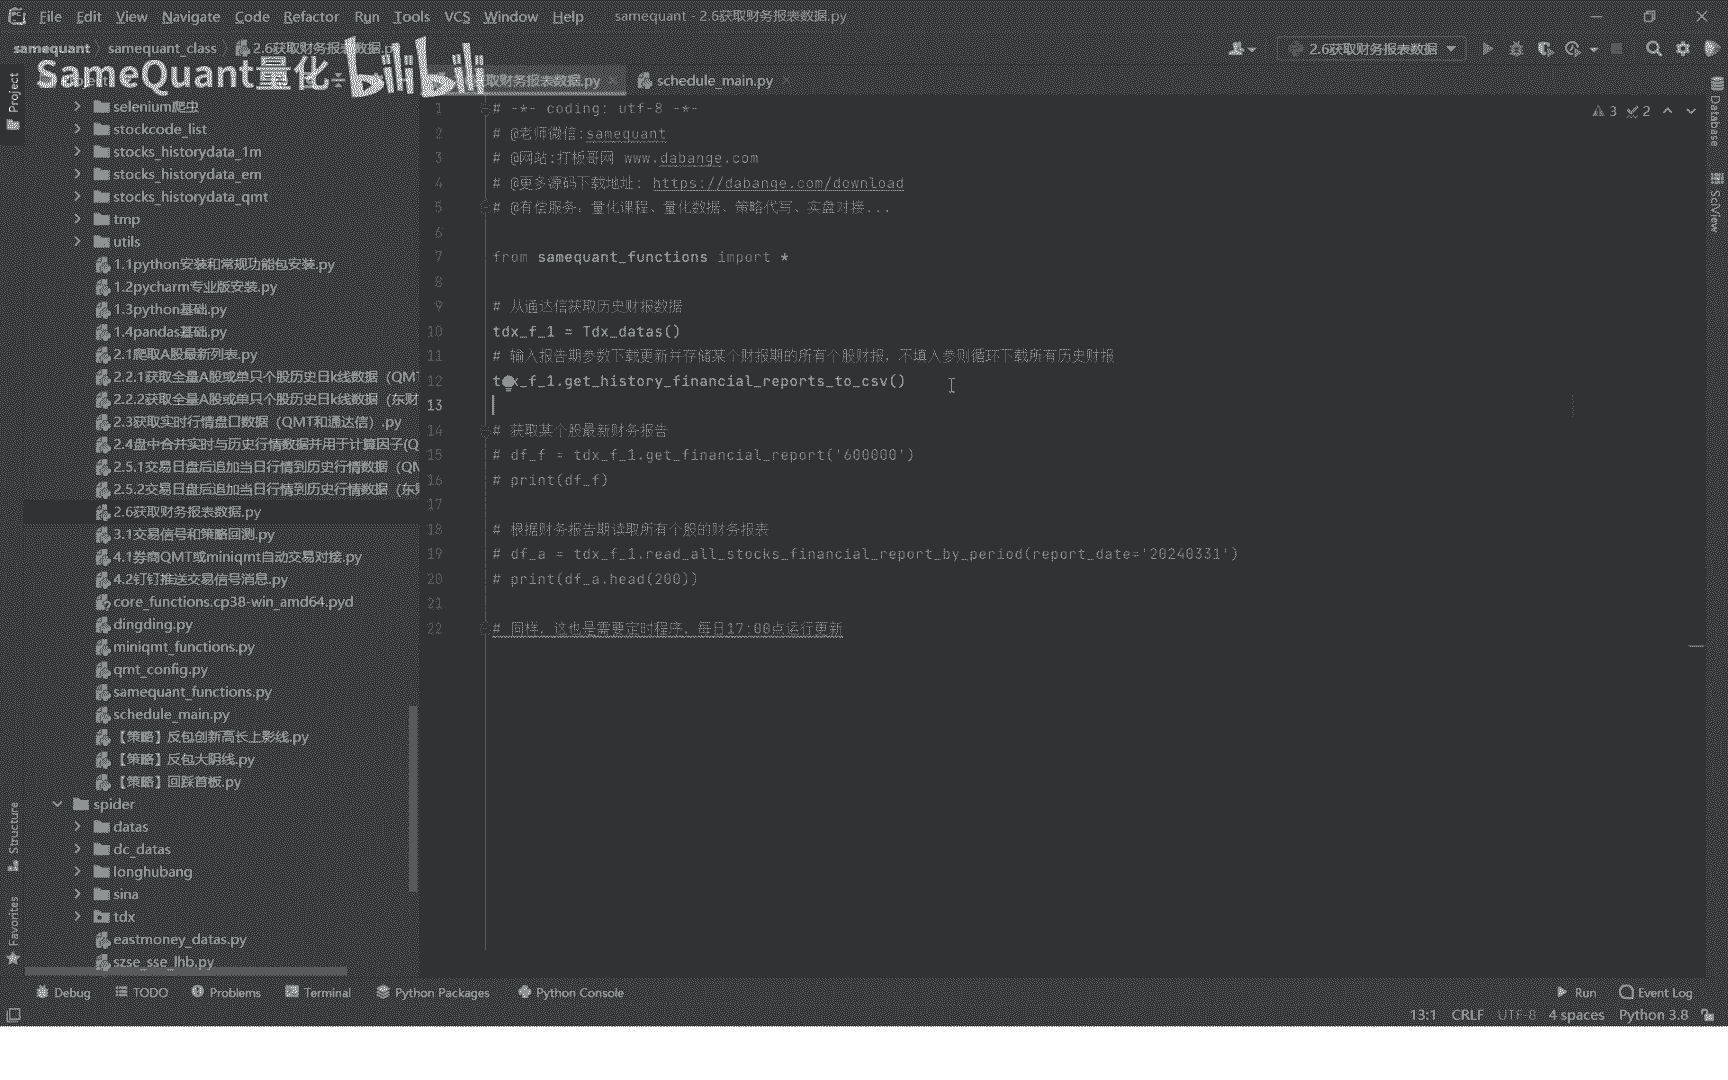 File Edit View Navigate Code Refactor Run Tools VCS Window Help samequant - 2.6获取财务报表数据.py
samequant samequant_class 2.6获取财务报表数据.py 2.6获取财务报表数据
SameQuant量化 bilibili
获取财务报表数据.py schedule_main.py
Project
selenium爬虫
stockcode_list
stocks_historydata_1m
stocks_historydata_em
stocks_historydata_qmt
tmp
utils
1.1python安装和常规功能包安装.py
1.2pycharm专业版安装.py
1.3python基础.py
1.4pandas基础.py
2.1爬取A股最新列表.py
2.2.1获取全量A股或单只个股历史日k线数据（QMT
2.2.2获取全量A股或单只个股历史日k线数据（东财
2.3获取实时行情盘口数据（QMT和通达信）.py
2.4盘中合并实时与历史行情数据并用于计算因子(Q
2.5.1交易日盘后追加当日行情到历史行情数据（QM
2.5.2交易日盘后追加当日行情到历史行情数据（东财
2.6获取财务报表数据.py
3.1交易信号和策略回测.py
4.1券商QMT或miniqmt自动交易对接.py
4.2钉钉推送交易信号消息.py
core_functions.cp38-win_amd64.pyd
dingding.py
miniqmt_functions.py
qmt_config.py
samequant_functions.py
schedule_main.py
【策略】反包创新高长上影线.py
【策略】反包大阴线.py
【策略】回踩首板.py
spider
datas
dc_datas
longhubang
sina
tdx
eastmoney_datas.py
szse_sse_lhb.py
Structure
Favorites
1 # -*- coding: utf-8 -*-
2 # @老师微信:samequant
3 # @网站:打板哥网 www.dabange.com
4 # @更多源码下载地址: https://dabange.com/download
5 # @有偿服务: 量化课程、量化数据、策略代写、实盘对接...
6
7 from samequant_functions import *
8
9 # 从通达信获取历史财报数据
10 tdx_f_1 = Tdx_datas()
11 # 输入报告期参数下载更新并存储某个财报期的所有个股财报，不填入参则循环下载所有历史财报
12 tdx_f_1.get_history_financial_reports_to_csv()
13
14 # 获取某个股最新财务报告
15 # df_f = tdx_f_1.get_financial_report('600000')
16 # print(df_f)
17
18 # 根据财务报告期读取所有个股的财务报表
19 # df_a = tdx_f_1.read_all_stocks_financial_report_by_period(report_date='20240331')
20 # print(df_a.head(200))
21
22 # 同样，这也是需要定时程序，每日17:00点运行更新
3 2
Database
SciView
Debug TODO Problems Terminal Python Packages Python Console Run Event Log
13:1 CRLF UTF-8 4 spaces Python 3.8